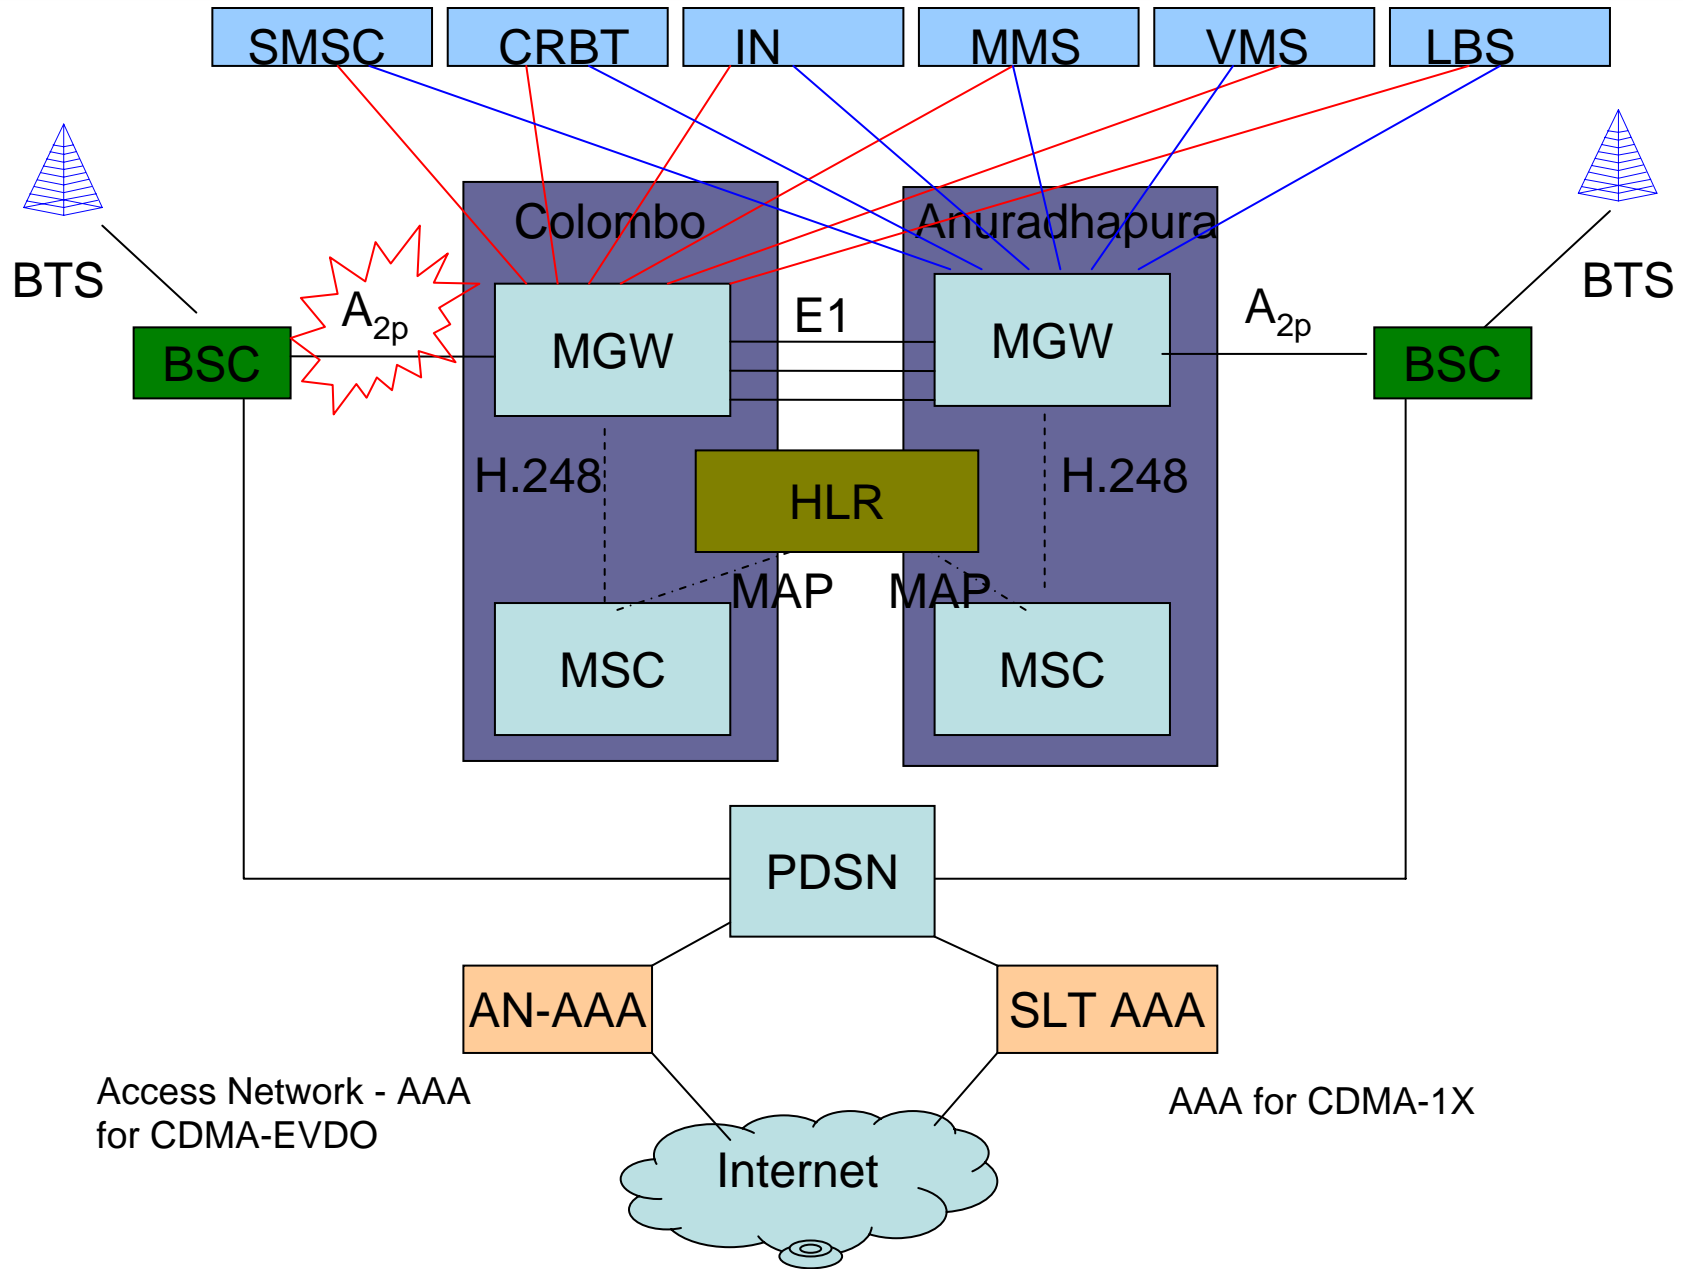 SMSC
CRBT
IN
MMS
VMS
LBS
Colombo
Anuradhapura
BTS
BTS
A2p
E1
A2p
MGW
MGW
BSC
BSC
H.248
H.248
HLR
MAP
MAP
MSC
MSC
PDSN
AN-AAA
SLT AAA
Access Network - AAA
for CDMA-EVDO
AAA for CDMA-1X
Internet